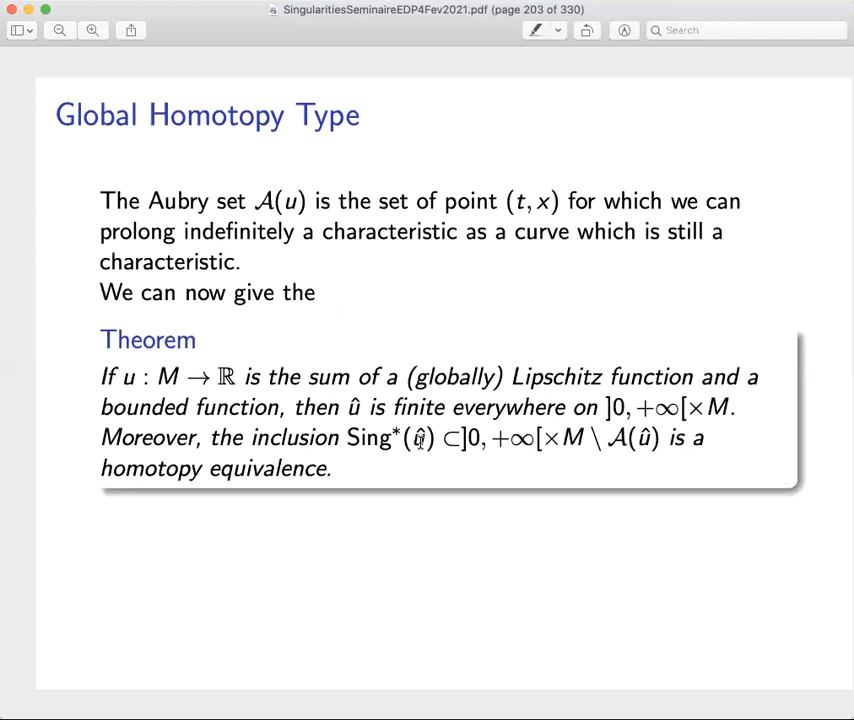 SingularitiesSeminaireEDP4Fev2021.pdf (page 203 of 330)
Search
Global Homotopy Type
The Aubry set 𝒜(u) is the set of point (t, x) for which we can
prolong indefinitely a characteristic as a curve which is still a
characteristic.
We can now give the
Theorem
If u : M → ℝ is the sum of a (globally) Lipschitz function and a
bounded function, then û is finite everywhere on ]0, +∞[×M.
Moreover, the inclusion Sing*(û) ⊂]0, +∞[×M \ 𝒜(û) is a
homotopy equivalence.